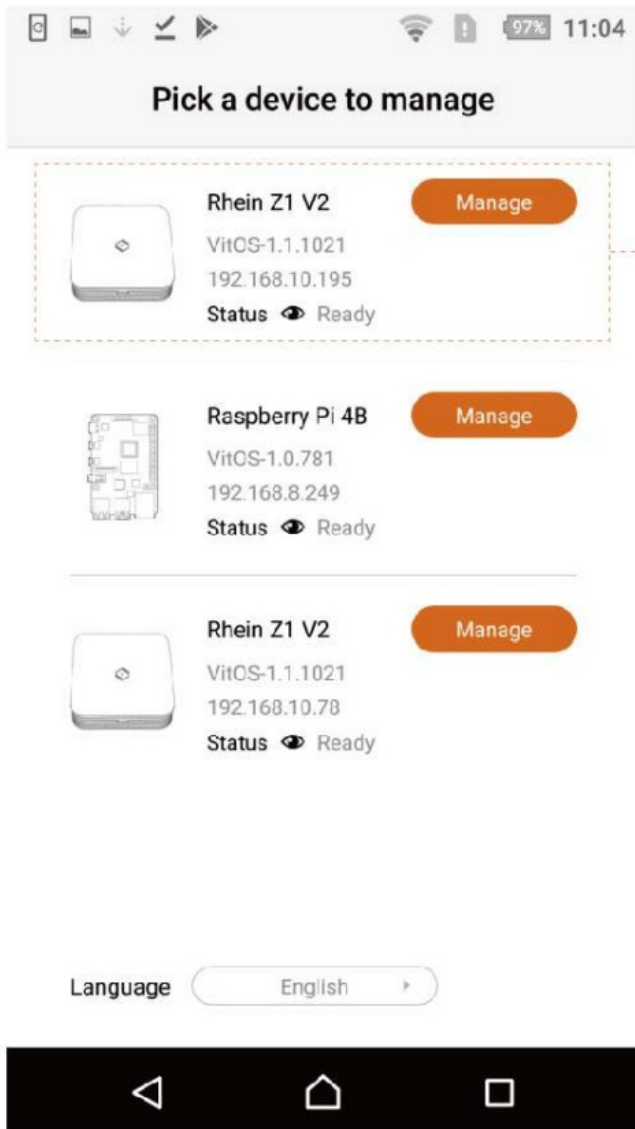 97% 11:04
Pick a device to manage
Rhein Z1 V2
Manage
VitOS-1.1.1021
192.168.10.195
Status Ready
Raspberry Pi 4B
Manage
VitOS-1.0.781
192.168.8.249
Status Ready
Rhein Z1 V2
Manage
VitOS-1.1.1021
192.168.10.78
Status Ready
Language English